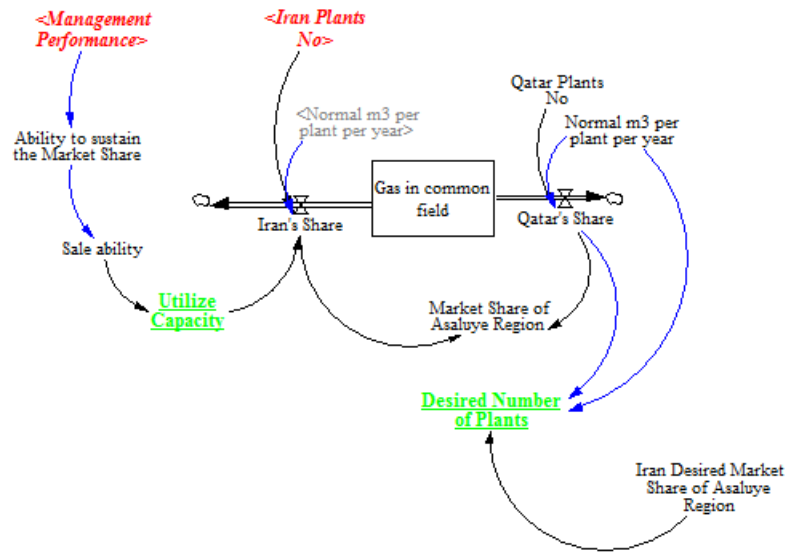 <Management
Performance>
<Iran Plants
No>
Qatar Plants
No
<Normal m3 per
plant per year>
Normal m3 per
plant per year
Ability to sustain
the Market Share
Gas in common
field
Iran's Share
Qatar's Share
Sale ability
Utilize
Capacity
Market Share of
Asaluye Region
Desired Number
of Plants
Iran Desired Market
Share of Asaluye
Region